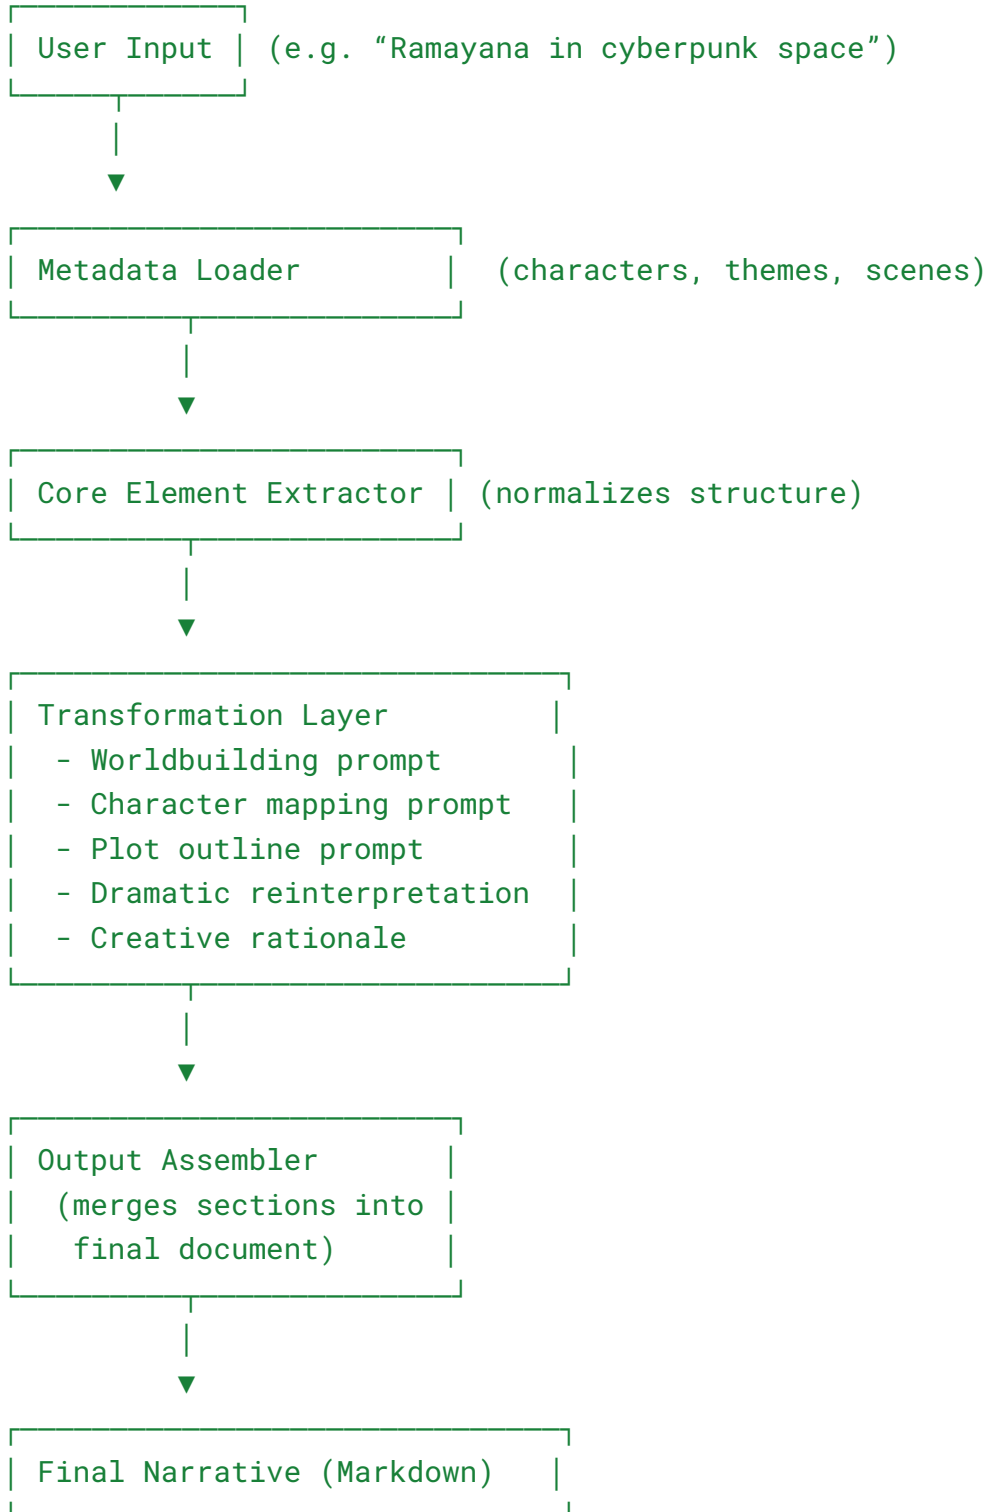 User Input (e.g. “Ramayana in cyberpunk space”)
Metadata Loader (characters, themes, scenes)
Core Element Extractor (normalizes structure)
Transformation Layer
- Worldbuilding prompt
- Character mapping prompt
- Plot outline prompt
- Dramatic reinterpretation
- Creative rationale
Output Assembler
(merges sections into
final document)
Final Narrative (Markdown)